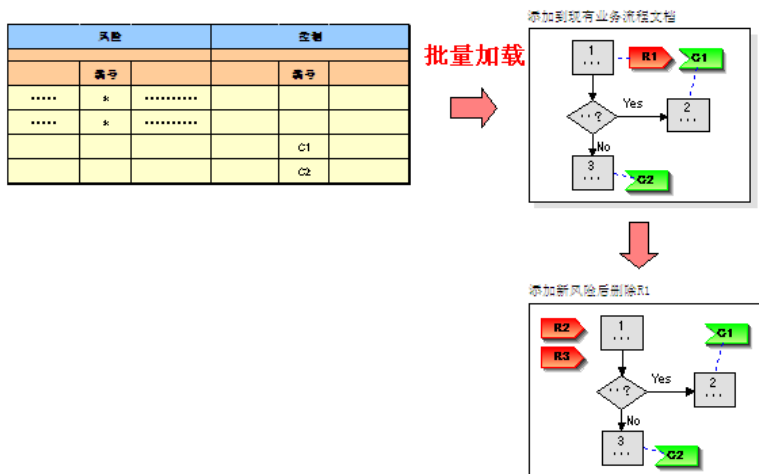 添加到现有业务流程文档
风险 控制
编号 编号
..... * ..........
..... * ..........
C1
C2
批量加载
1
...
R1
C1
..?
Yes
2
...
No
3
...
C2
添加新风险后删除R1
R2
R3
1
...
C1
..?
Yes
2
...
No
3
...
C2